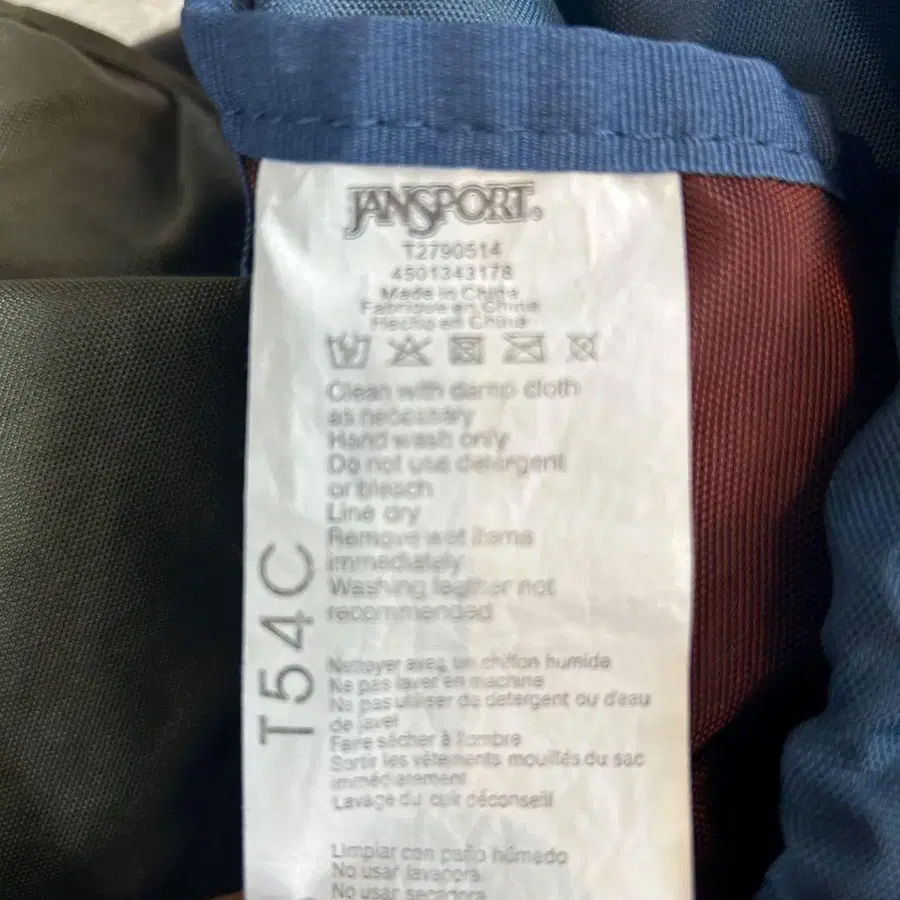 JANSPORT®
T2790514
4501343178
Made in China
Fabrique en Chine
Hecho en China
Clean with damp cloth
as necessary
Hand wash only
Do not use detergent
or bleach
Line dry
Remove wet items
immediately
Washing leather not
recommended
T54C
Nettoyer avec un chiffon humide
Ne pas laver en machine
Ne pas utiliser de detergent ou d'eau
de javel
Faire sécher à l'ombre
Sortir les vêtements mouillés du sac
immédiatement
Lavage du cuir déconseill
Limpiar con paño húmedo
No usar lavadora
No usar secadora